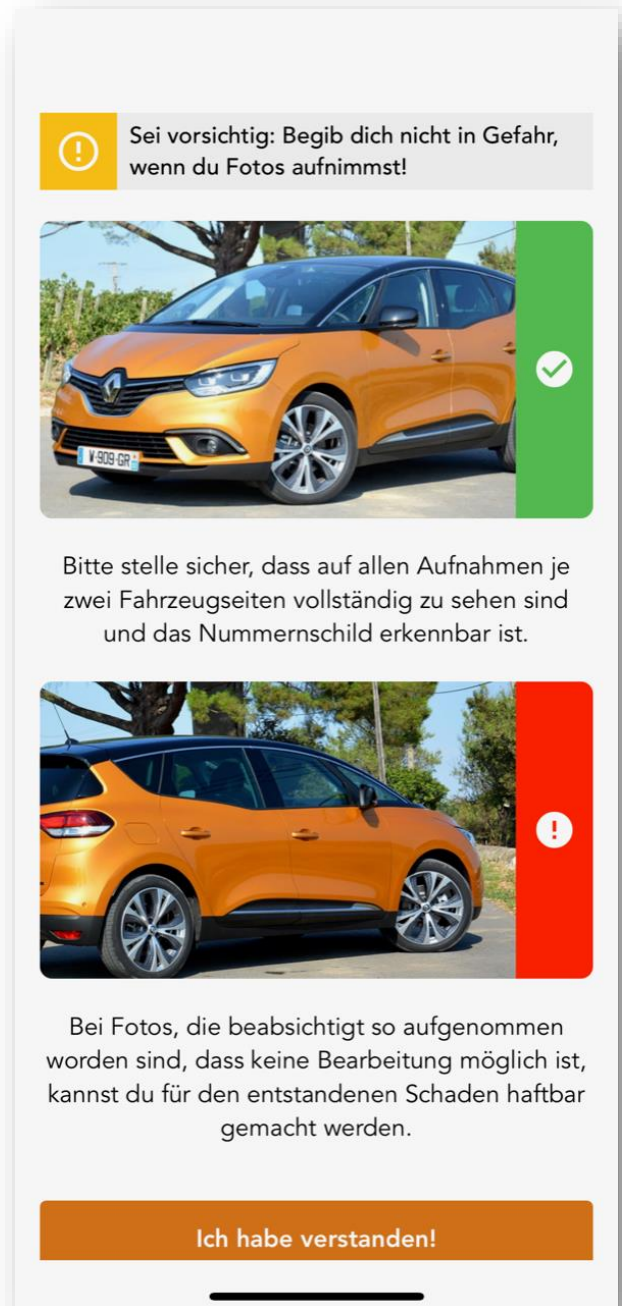 Sei vorsichtig: Begib dich nicht in Gefahr,
wenn du Fotos aufnimmst!
W-909-GR
Bitte stelle sicher, dass auf allen Aufnahmen je
zwei Fahrzeugseiten vollständig zu sehen sind
und das Nummernschild erkennbar ist.
Bei Fotos, die beabsichtigt so aufgenommen
worden sind, dass keine Bearbeitung möglich ist,
kannst du für den entstandenen Schaden haftbar
gemacht werden.
Ich habe verstanden!